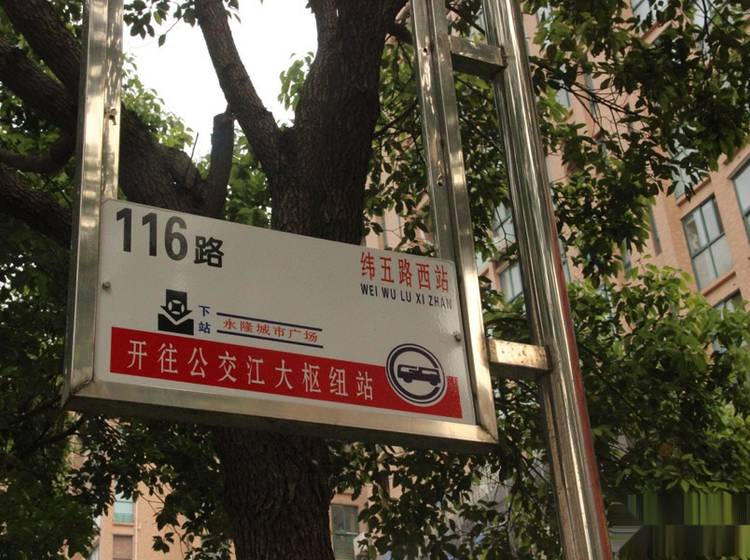 116路
纬五路西站
WEI WU LU XI ZHAN
下站
永隆城市广场
开往公交江大枢纽站